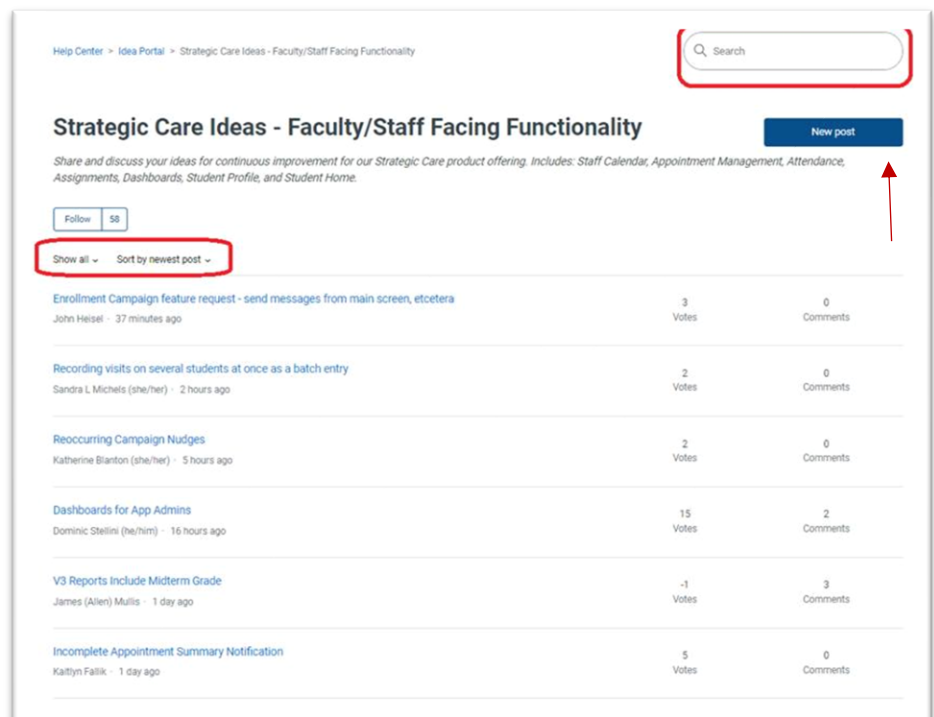 Help Center > Idea Portal > Strategic Care Ideas - Faculty/Staff Facing Functionality
Search
Strategic Care Ideas - Faculty/Staff Facing Functionality
New post
Share and discuss your ideas for continuous improvement for our Strategic Care product offering. Includes: Staff Calendar, Appointment Management, Attendance,
Assignments, Dashboards, Student Profile, and Student Home.
Follow 58
Show all Sort by newest post
Enrollment Campaign feature request - send messages from main screen, etcetera
John Heisel · 37 minutes ago
3
Votes
0
Comments
Recording visits on several students at once as a batch entry
Sandra L Michels (she/her) · 2 hours ago
2
Votes
0
Comments
Reoccurring Campaign Nudges
Katherine Blanton (she/her) · 5 hours ago
2
Votes
0
Comments
Dashboards for App Admins
Dominic Stellini (he/him) · 16 hours ago
15
Votes
2
Comments
V3 Reports Include Midterm Grade
James (Allen) Mullis · 1 day ago
-1
Votes
3
Comments
Incomplete Appointment Summary Notification
Kaitlyn Fallik · 1 day ago
5
Votes
0
Comments